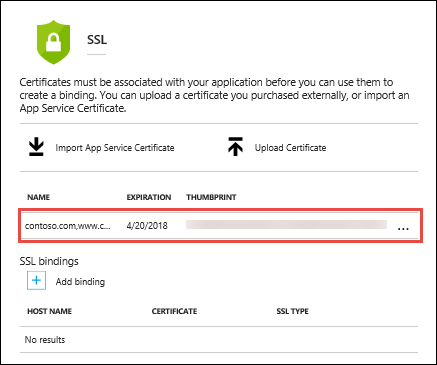 SSL
Certificates must be associated with your application before you can use them to
create a binding. You can upload a certificate you purchased externally, or import an
App Service Certificate.
Import App Service Certificate Upload Certificate
NAME EXPIRATION THUMBPRINT
contoso.com,www.c... 4/20/2018 ...
SSL bindings
Add binding
HOST NAME CERTIFICATE SSL TYPE
No results